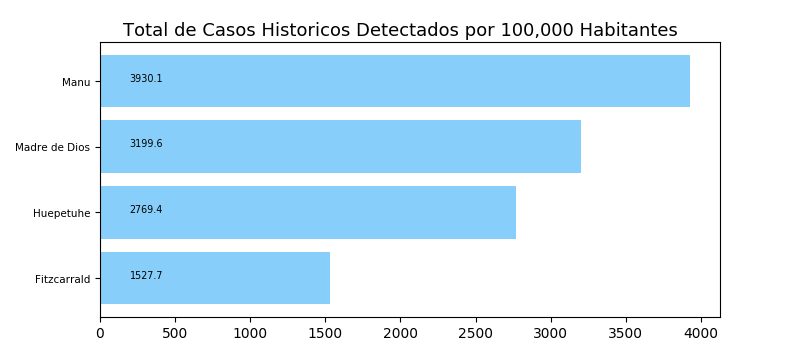 Total de Casos Historicos Detectados por 100,000 Habitantes
Manu 3930.1
Madre de Dios 3199.6
Huepetuhe 2769.4
Fitzcarrald 1527.7
0 500 1000 1500 2000 2500 3000 3500 4000